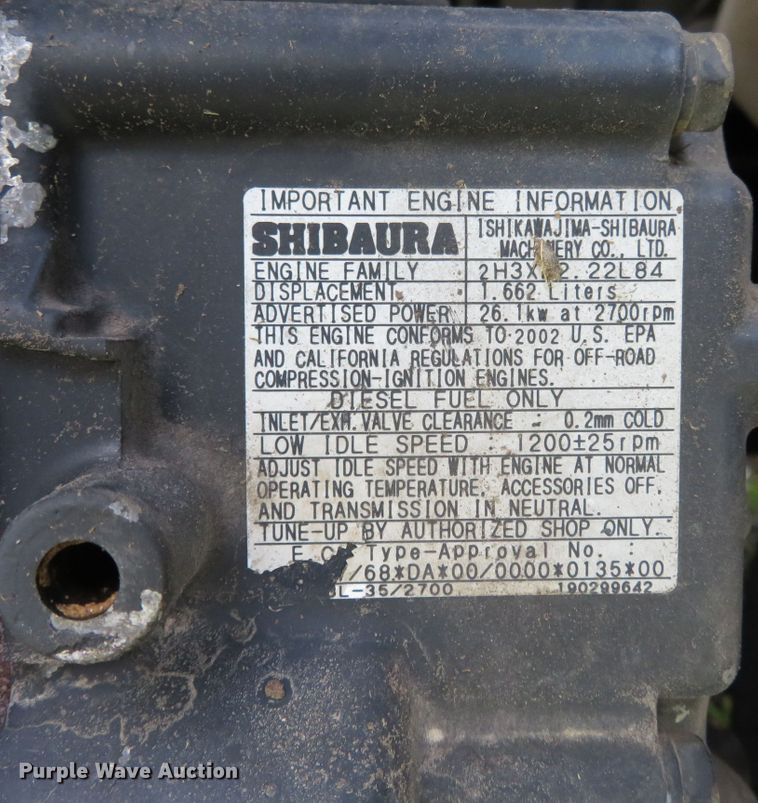 IMPORTANT ENGINE INFORMATION
SHIBAURA
ISHIKAWAJIMA-SHIBAURA
CO., LTD.
ENGINE FAMILY 2.22L84
DISPLACEMENT 1.662 Liters
ADVERTISED POWER 26.1kw at 2700rpm
THIS ENGINE CONFORMS TO 2002 U.S. EPA
AND CALIFORNIA REGULATIONS FOR OFF-ROAD
COMPRESSION-IGNITION ENGINES.
DIESEL FUEL ONLY
INLET/EXH. VALVE CLEARANCE : 0.2mm COLD
LOW IDLE SPEED : 1200±25rpm
ADJUST IDLE SPEED WITH ENGINE AT NORMAL
OPERATING TEMPERATURE, ACCESSORIES OFF,
AND TRANSMISSION IN NEUTRAL.
TUNE-UP BY AUTHORIZED SHOP ONLY.
Type-Approval No. :
/68*DA*00/0000*0135*00
-35/2700 190299642
Purple Wave Auction